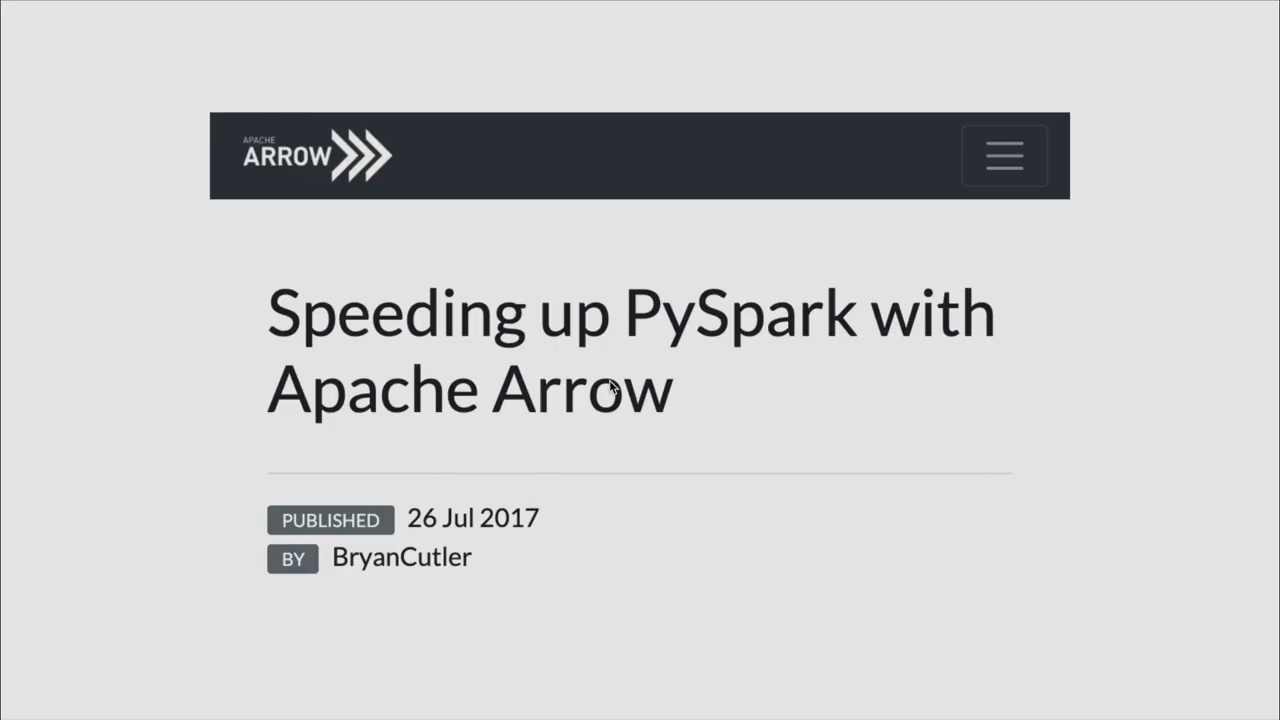 APACHE
ARROW
Speeding up PySpark with
Apache Arrow
PUBLISHED 26 Jul 2017
BY BryanCutler